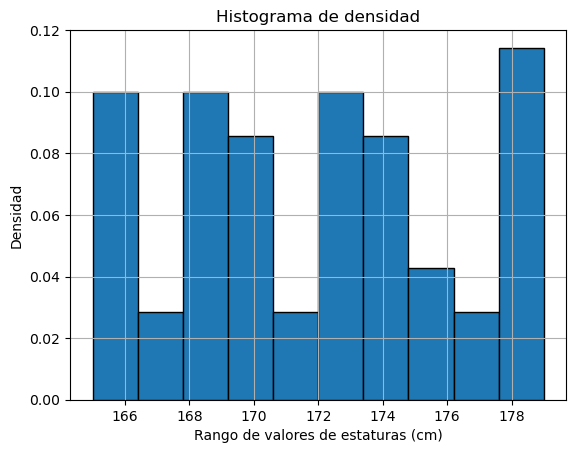 Histograma de densidad
Densidad
0.12
0.10
0.08
0.06
0.04
0.02
0.00
166 168 170 172 174 176 178
Rango de valores de estaturas (cm)